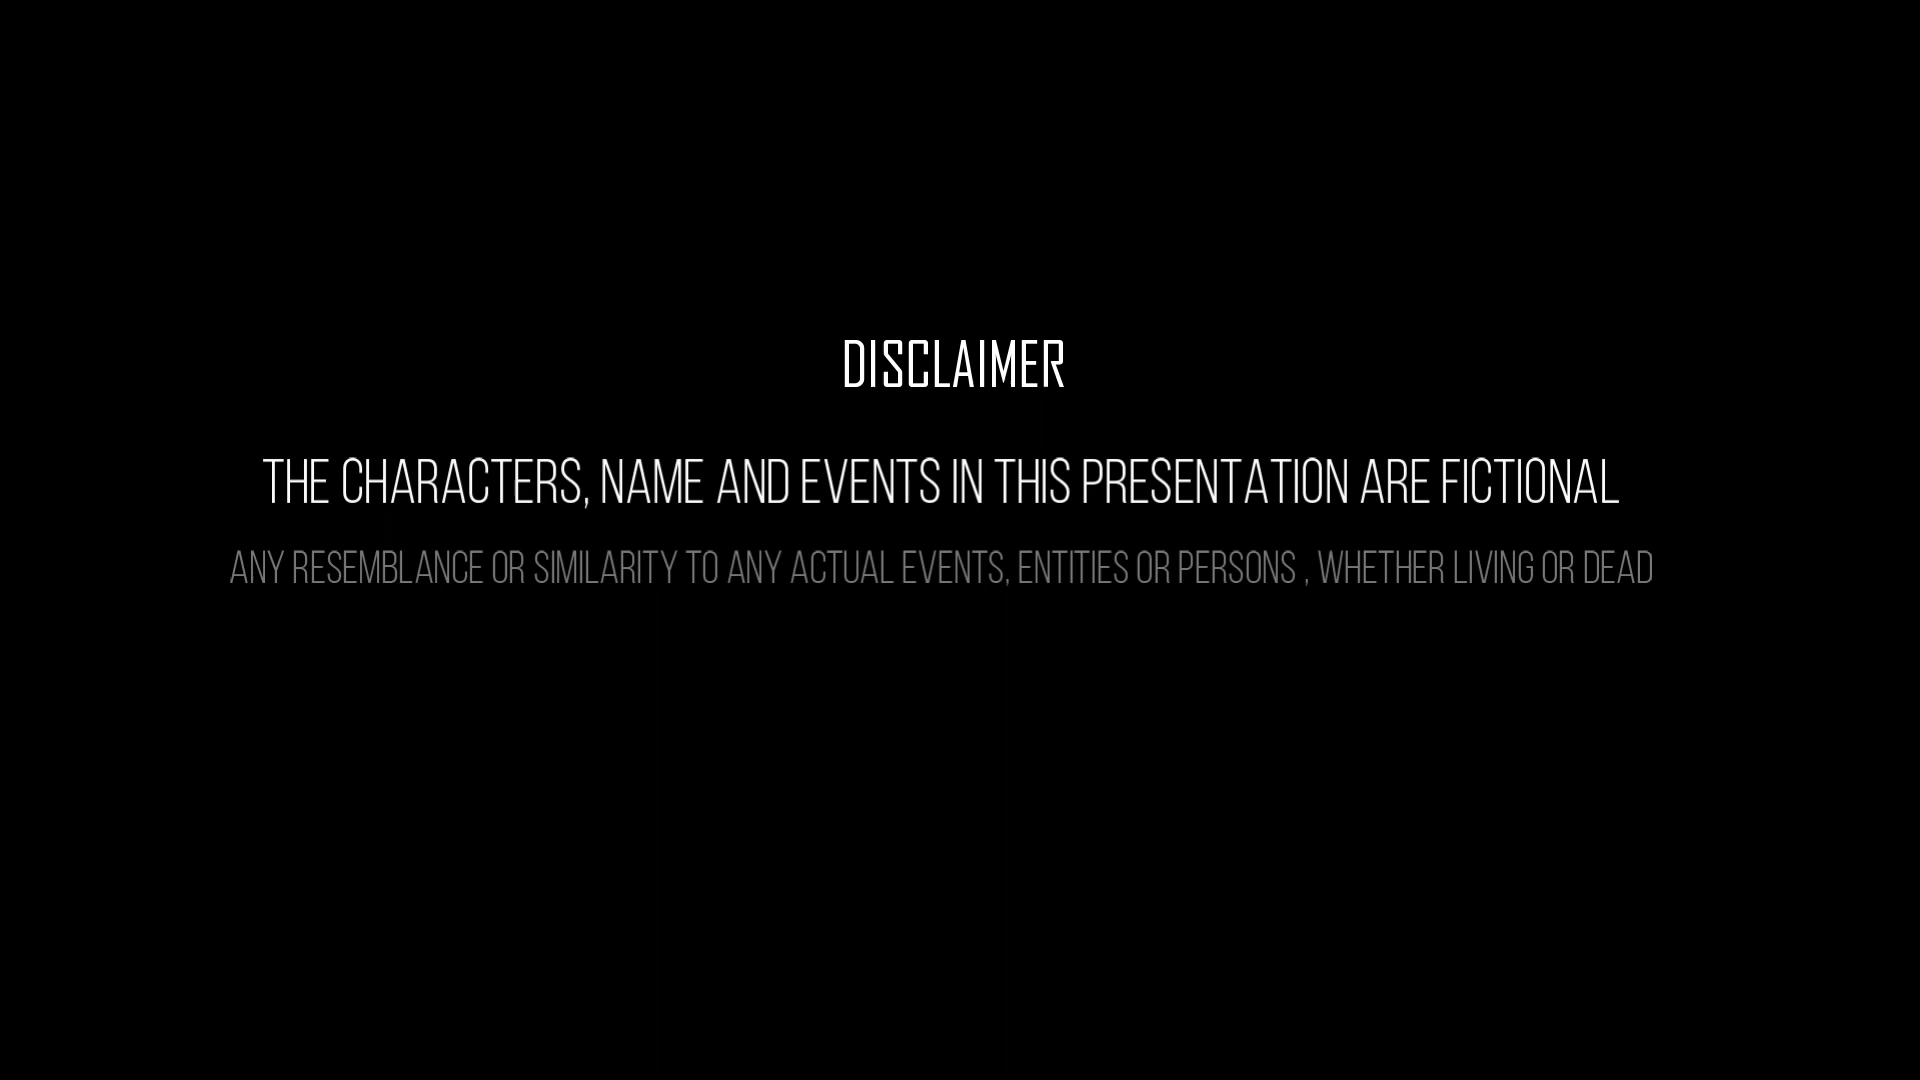 DISCLAIMER
THE CHARACTERS, NAME AND EVENTS IN THIS PRESENTATION ARE FICTIONAL
ANY RESEMBLANCE OR SIMILARITY TO ANY ACTUAL EVENTS, ENTITIES OR PERSONS , WHETHER LIVING OR DEAD